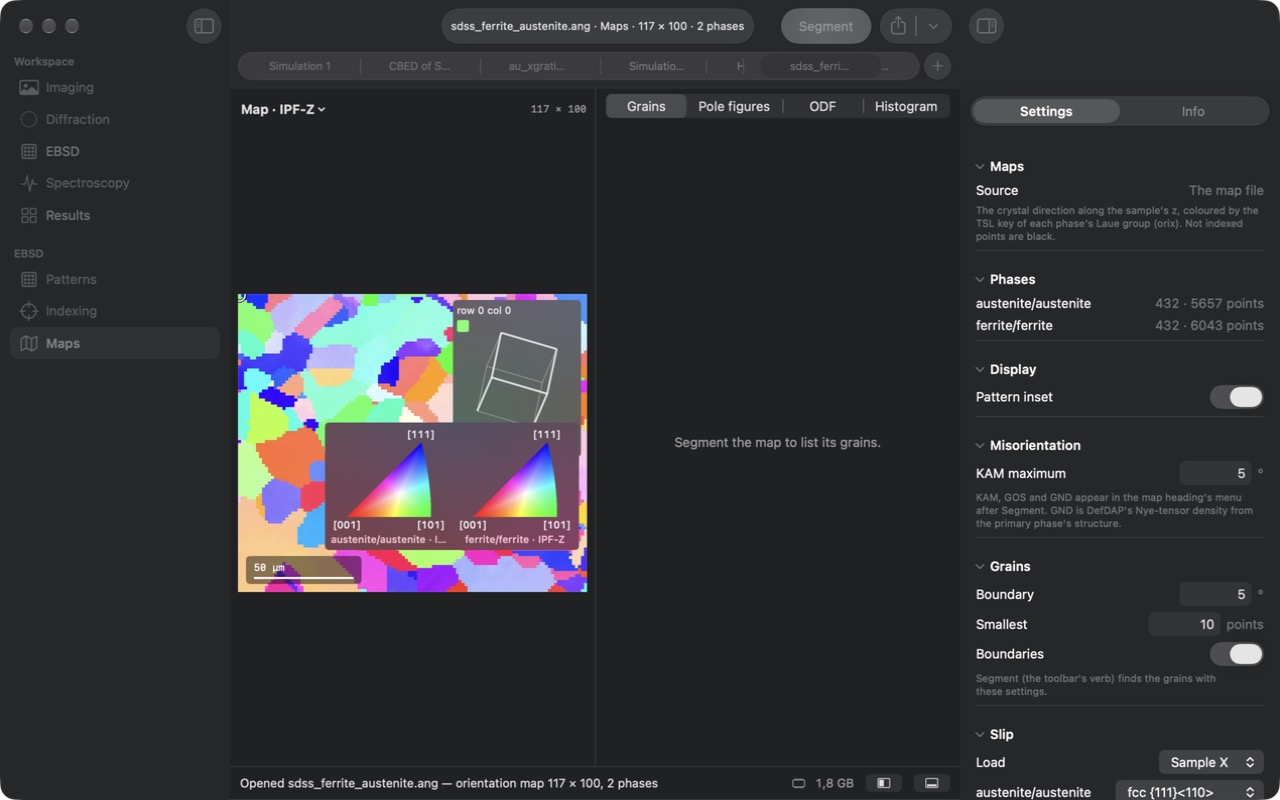 sdss_ferrite_austenite.ang · Maps · 117 × 100 · 2 phases
Segment
Simulation 1
CBED of S...
au_xgrati...
Simulatio...
sdss_ferri...
...
Workspace
Imaging
Diffraction
EBSD
Spectroscopy
Results
EBSD
Patterns
Indexing
Maps
Map · IPF-Z
117 × 100
row 0 col 0
[111]
[111]
[001]
[101]
[001]
[101]
austenite/austenite · I...
ferrite/ferrite · IPF-Z
50 µm
Grains
Pole figures
ODF
Histogram
Segment the map to list its grains.
Opened sdss_ferrite_austenite.ang — orientation map 117 × 100, 2 phases
1,8 GB
Settings
Info
Maps
Source
The map file
The crystal direction along the sample's z, coloured by the
TSL key of each phase's Laue group (orix). Not indexed
points are black.
Phases
austenite/austenite
432 · 5657 points
ferrite/ferrite
432 · 6043 points
Display
Pattern inset
Misorientation
KAM maximum
5 °
KAM, GOS and GND appear in the map heading's menu
after Segment. GND is DefDAP's Nye-tensor density from
the primary phase's structure.
Grains
Boundary
5 °
Smallest
10 points
Boundaries
Segment (the toolbar's verb) finds the grains with
these settings.
Slip
Load
Sample X
austenite/austenite
fcc {111}<110>